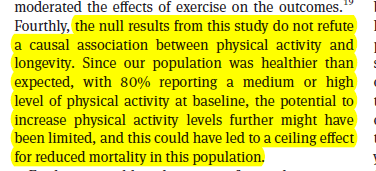 moderated the effects of exercise on the outcomes.19
Fourthly, the null results from this study do not refute
a causal association between physical activity and
longevity. Since our population was healthier than
expected, with 80% reporting a medium or high
level of physical activity at baseline, the potential to
increase physical activity levels further might have
been limited, and this could have led to a ceiling effect
for reduced mortality in this population.